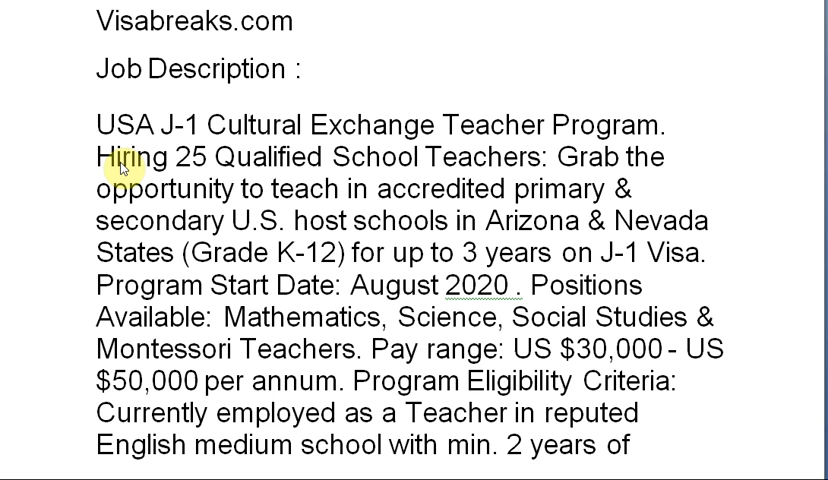 Visabreaks.com
Job Description :
USA J-1 Cultural Exchange Teacher Program.
Hiring 25 Qualified School Teachers: Grab the
opportunity to teach in accredited primary &
secondary U.S. host schools in Arizona & Nevada
States (Grade K-12) for up to 3 years on J-1 Visa.
Program Start Date: August 2020 . Positions
Available: Mathematics, Science, Social Studies &
Montessori Teachers. Pay range: US $30,000 - US
$50,000 per annum. Program Eligibility Criteria:
Currently employed as a Teacher in reputed
English medium school with min. 2 years of